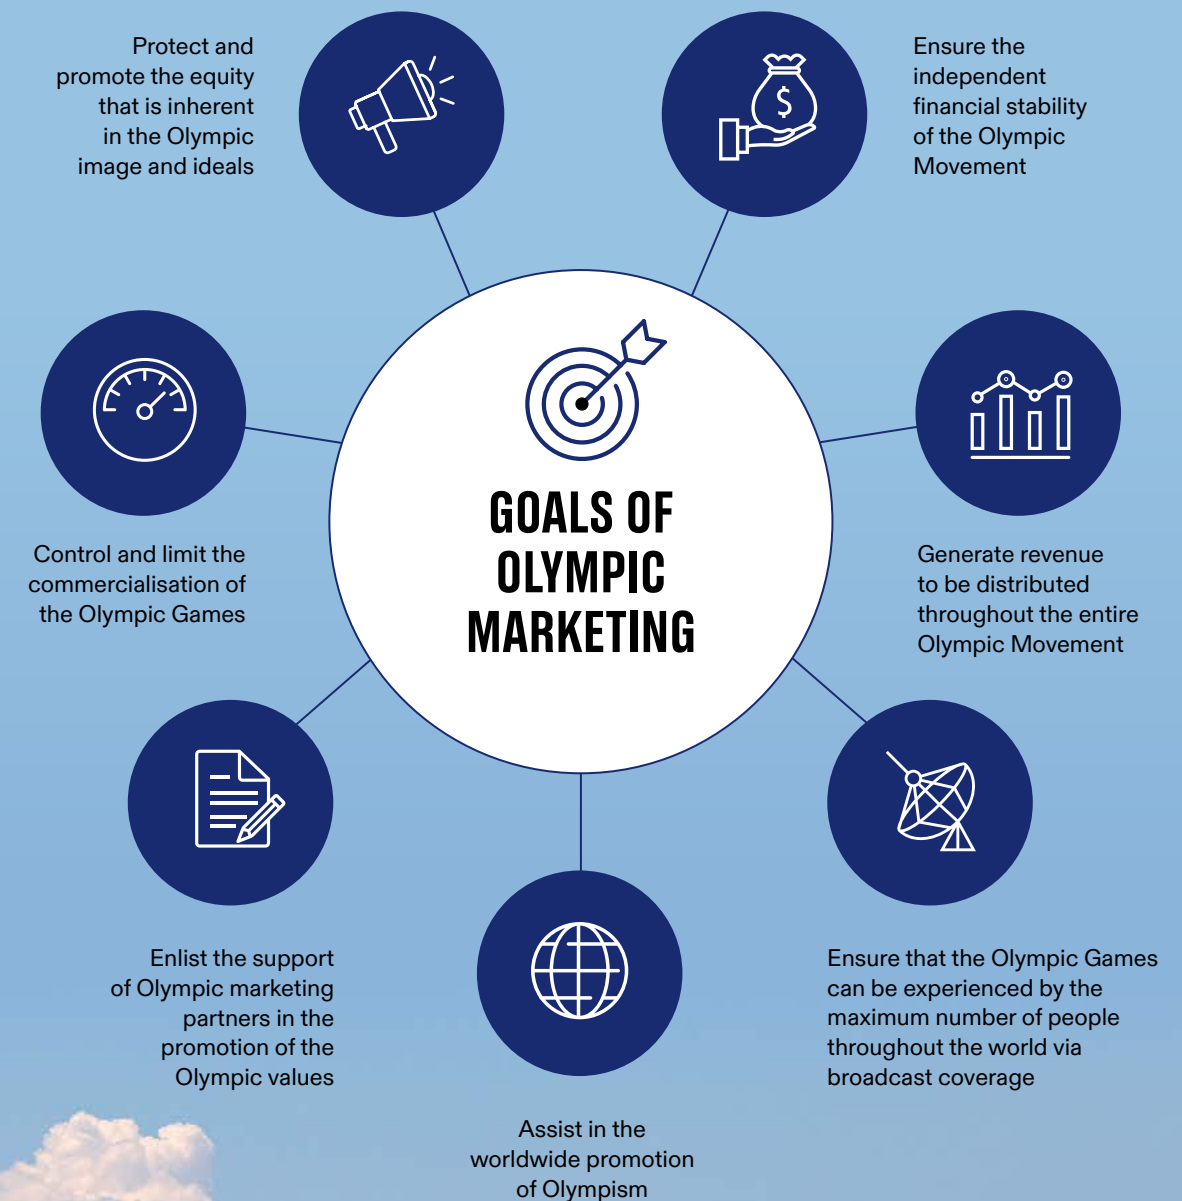 Protect and
promote the equity
that is inherent
in the Olympic
image and ideals
Ensure the
independent
financial stability
of the Olympic
Movement
$
GOALS OF
OLYMPIC
MARKETING
Control and limit the
commercialisation of
the Olympic Games
Generate revenue
to be distributed
throughout the entire
Olympic Movement
Enlist the support
of Olympic marketing
partners in the
promotion of the
Olympic values
Ensure that the Olympic Games
can be experienced by the
maximum number of people
throughout the world via
broadcast coverage
Assist in the
worldwide promotion
of Olympism